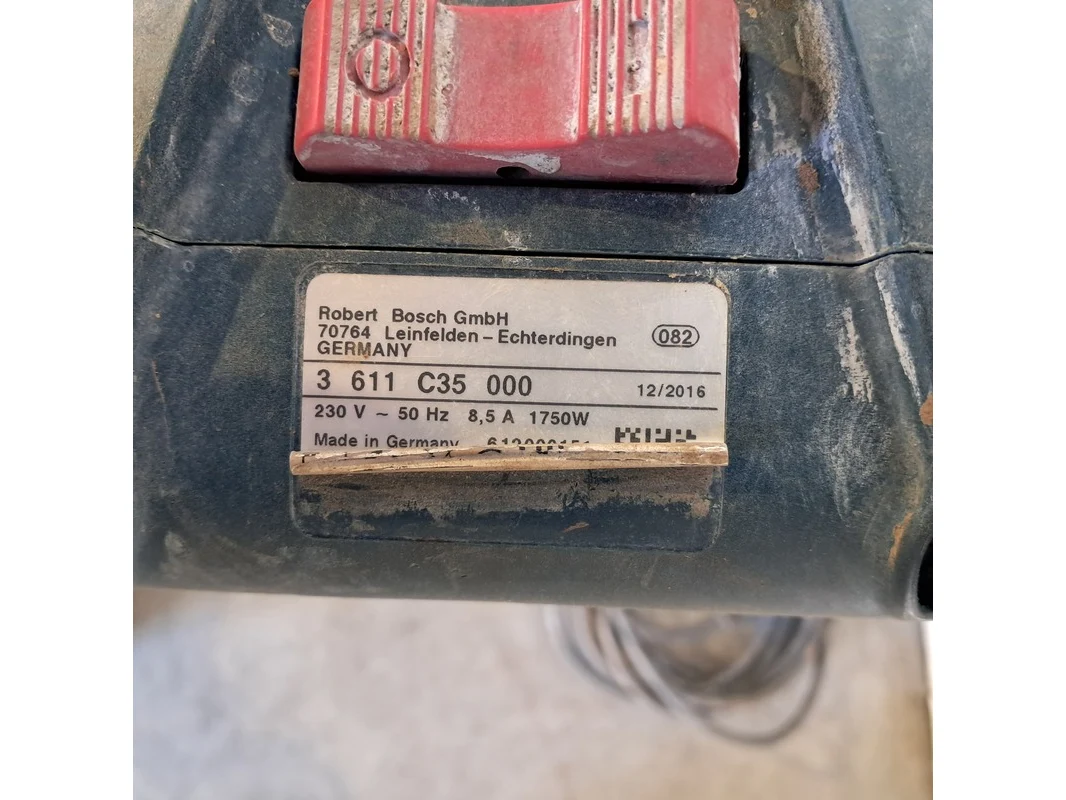 Robert Bosch GmbH
70764 Leinfelden - Echterdingen
GERMANY
082
3 611 C35 000
12/2016
230 V ~ 50 Hz 8,5 A 1750W
Made in Germany